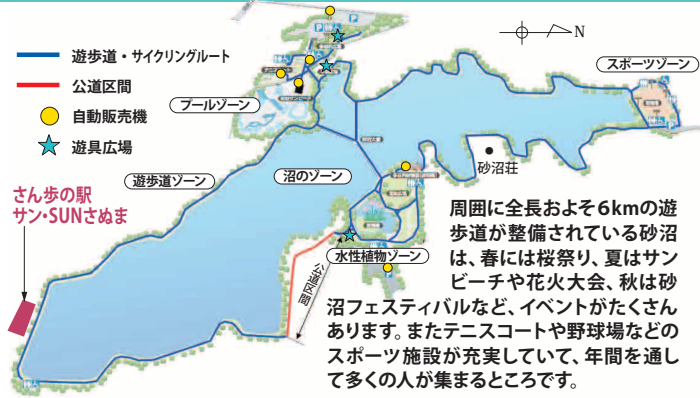 遊歩道・サイクリングルート
公道区間
自動販売機
遊具広場
N
スポーツゾーン
プールゾーン
遊歩道ゾーン
沼のゾーン
砂沼荘
さん歩の駅
サン・SUNさぬま
水性植物ゾーン
公道区間
周囲に全長およそ6kmの遊
歩道が整備されている砂沼
は、春には桜祭り、夏はサン
ビーチや花火大会、秋は砂
沼フェスティバルなど、イベントがたくさん
あります。またテニスコートや野球場などの
スポーツ施設が充実していて、年間を通し
て多くの人が集まるところです。